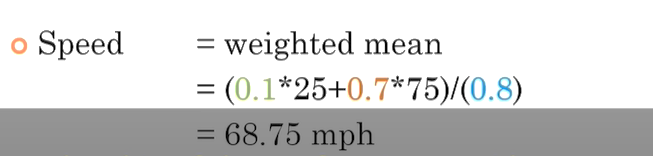 Speed = weighted mean
= (0.1*25+0.7*75)/(0.8)
= 68.75 mph